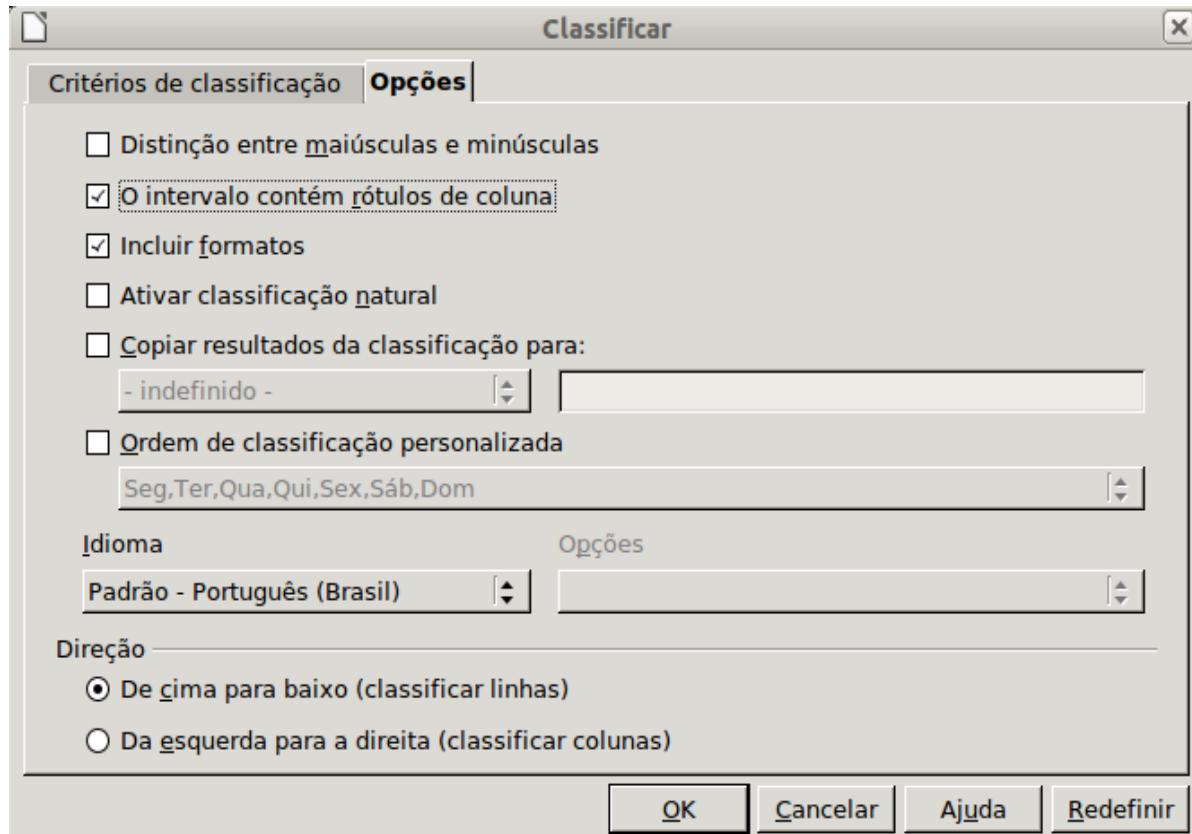 Classificar
Critérios de classificação Opções
Distinção entre maiúsculas e minúsculas
O intervalo contém rótulos de coluna
Incluir formatos
Ativar classificação natural
Copiar resultados da classificação para:
- indefinido -
Ordem de classificação personalizada
Seg,Ter,Qua,Qui,Sex,Sáb,Dom
Idioma Opções
Padrão - Português (Brasil)
Direção
De cima para baixo (classificar linhas)
Da esquerda para a direita (classificar colunas)
OK Cancelar Ajuda Redefinir